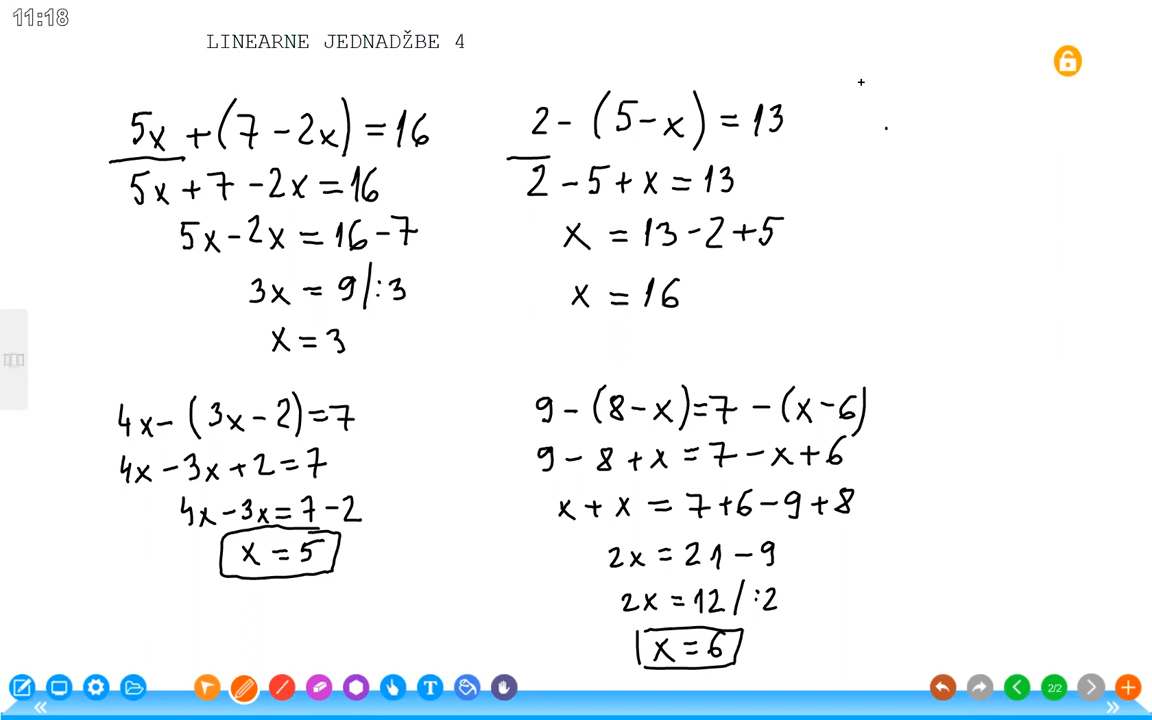 11:18
LINEARNE JEDNADŽBE 4
5x + (7 - 2x) = 16
5x + 7 - 2x = 16
5x - 2x = 16 - 7
3x = 9 /:3
x = 3
2 - (5 - x) = 13
2 - 5 + x = 13
x = 13 - 2 + 5
x = 16
4x - (3x - 2) = 7
4x - 3x + 2 = 7
4x - 3x = 7 - 2
x = 5
9 - (8 - x) = 7 - (x - 6)
9 - 8 + x = 7 - x + 6
x + x = 7 + 6 - 9 + 8
2x = 21 - 9
2x = 12 /:2
x = 6
T
2/2